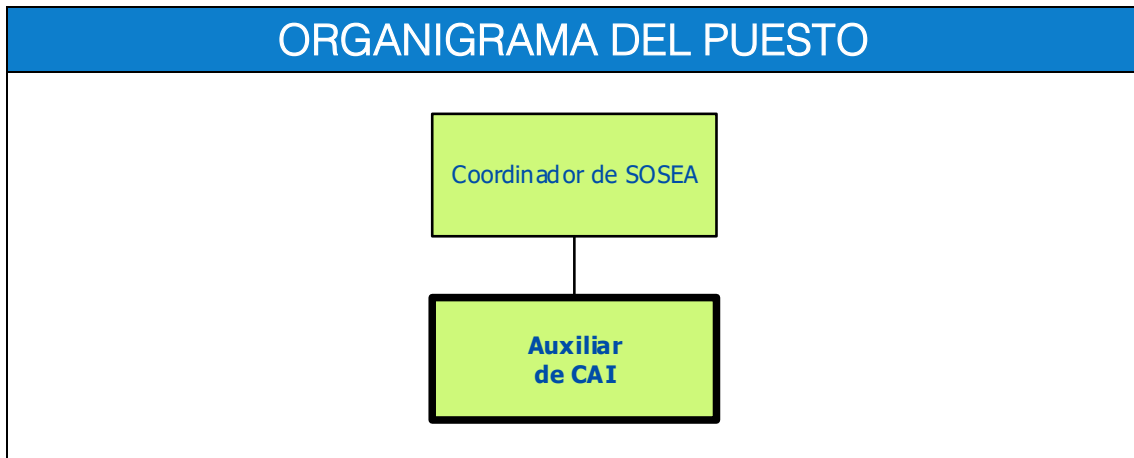 ORGANIGRAMA DEL PUESTO
Coordinador de SOSEA
Auxiliar
de CAI